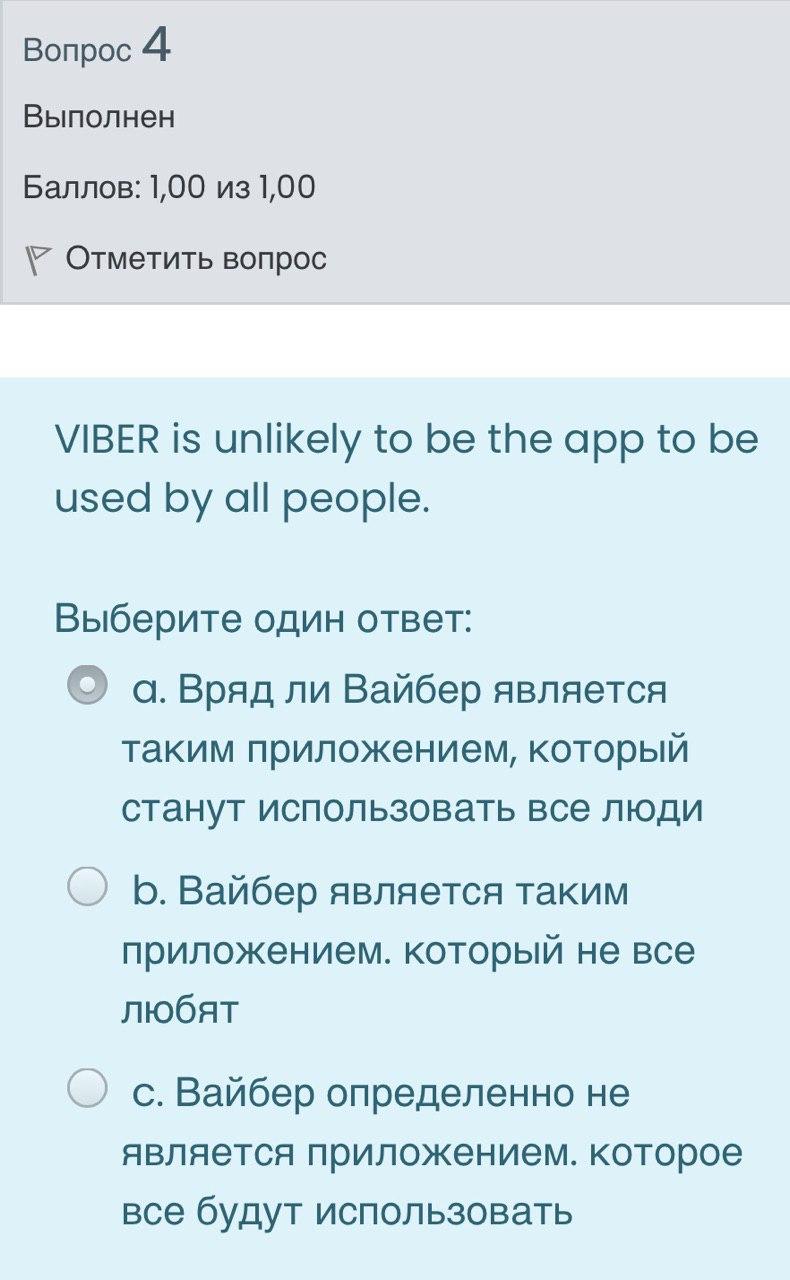 Вопрос 4
Выполнен
Баллов: 1,00 из 1,00
Отметить вопрос
VIBER is unlikely to be the app to be
used by all people.
Выберите один ответ:
a. Вряд ли Вайбер является
таким приложением, который
станут использовать все люди
b. Вайбер является таким
приложением. который не все
любят
c. Вайбер определенно не
является приложением. которое
все будут использовать